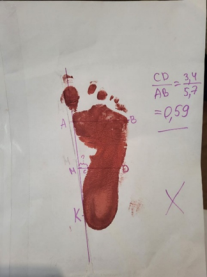 CD/AB = 3,4/5,7
= 0,59
A
B
D
K
X